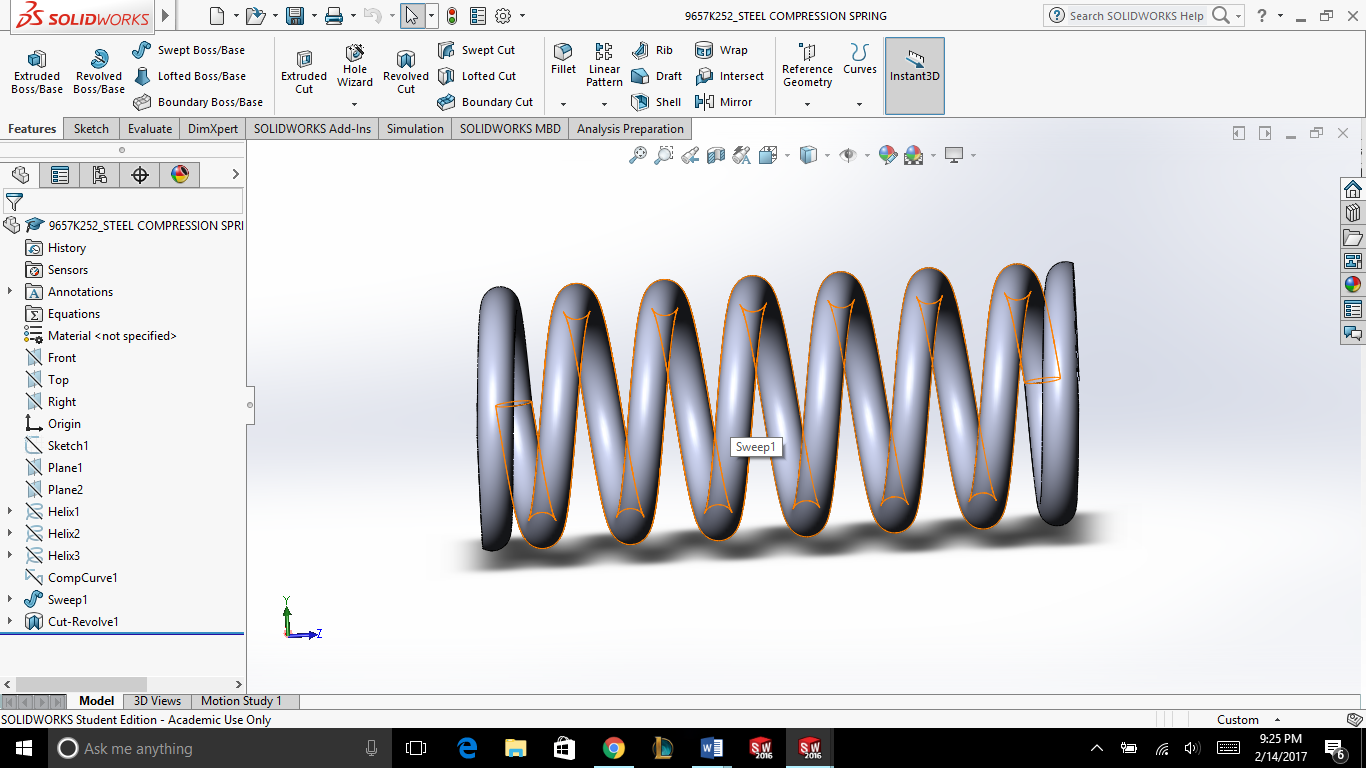 SOLIDWORKS
9657K252_STEEL COMPRESSION SPRING
Search SOLIDWORKS Help
?
Extruded Boss/Base
Revolved Boss/Base
Swept Boss/Base
Lofted Boss/Base
Boundary Boss/Base
Extruded Cut
Hole Wizard
Revolved Cut
Swept Cut
Lofted Cut
Boundary Cut
Fillet
Linear Pattern
Rib
Draft
Shell
Wrap
Intersect
Mirror
Reference Geometry
Curves
Instant3D
Features
Sketch
Evaluate
DimXpert
SOLIDWORKS Add-Ins
Simulation
SOLIDWORKS MBD
Analysis Preparation
9657K252_STEEL COMPRESSION SPRI
History
Sensors
Annotations
Equations
Material <not specified>
Front
Top
Right
Origin
Sketch1
Plane1
Plane2
Helix1
Helix2
Helix3
CompCurve1
Sweep1
Cut-Revolve1
Sweep1
Y
Z
Model
3D Views
Motion Study 1
SOLIDWORKS Student Edition - Academic Use Only
Custom
Ask me anything
SW 2016
SW 2016
9:25 PM
2/14/2017
6